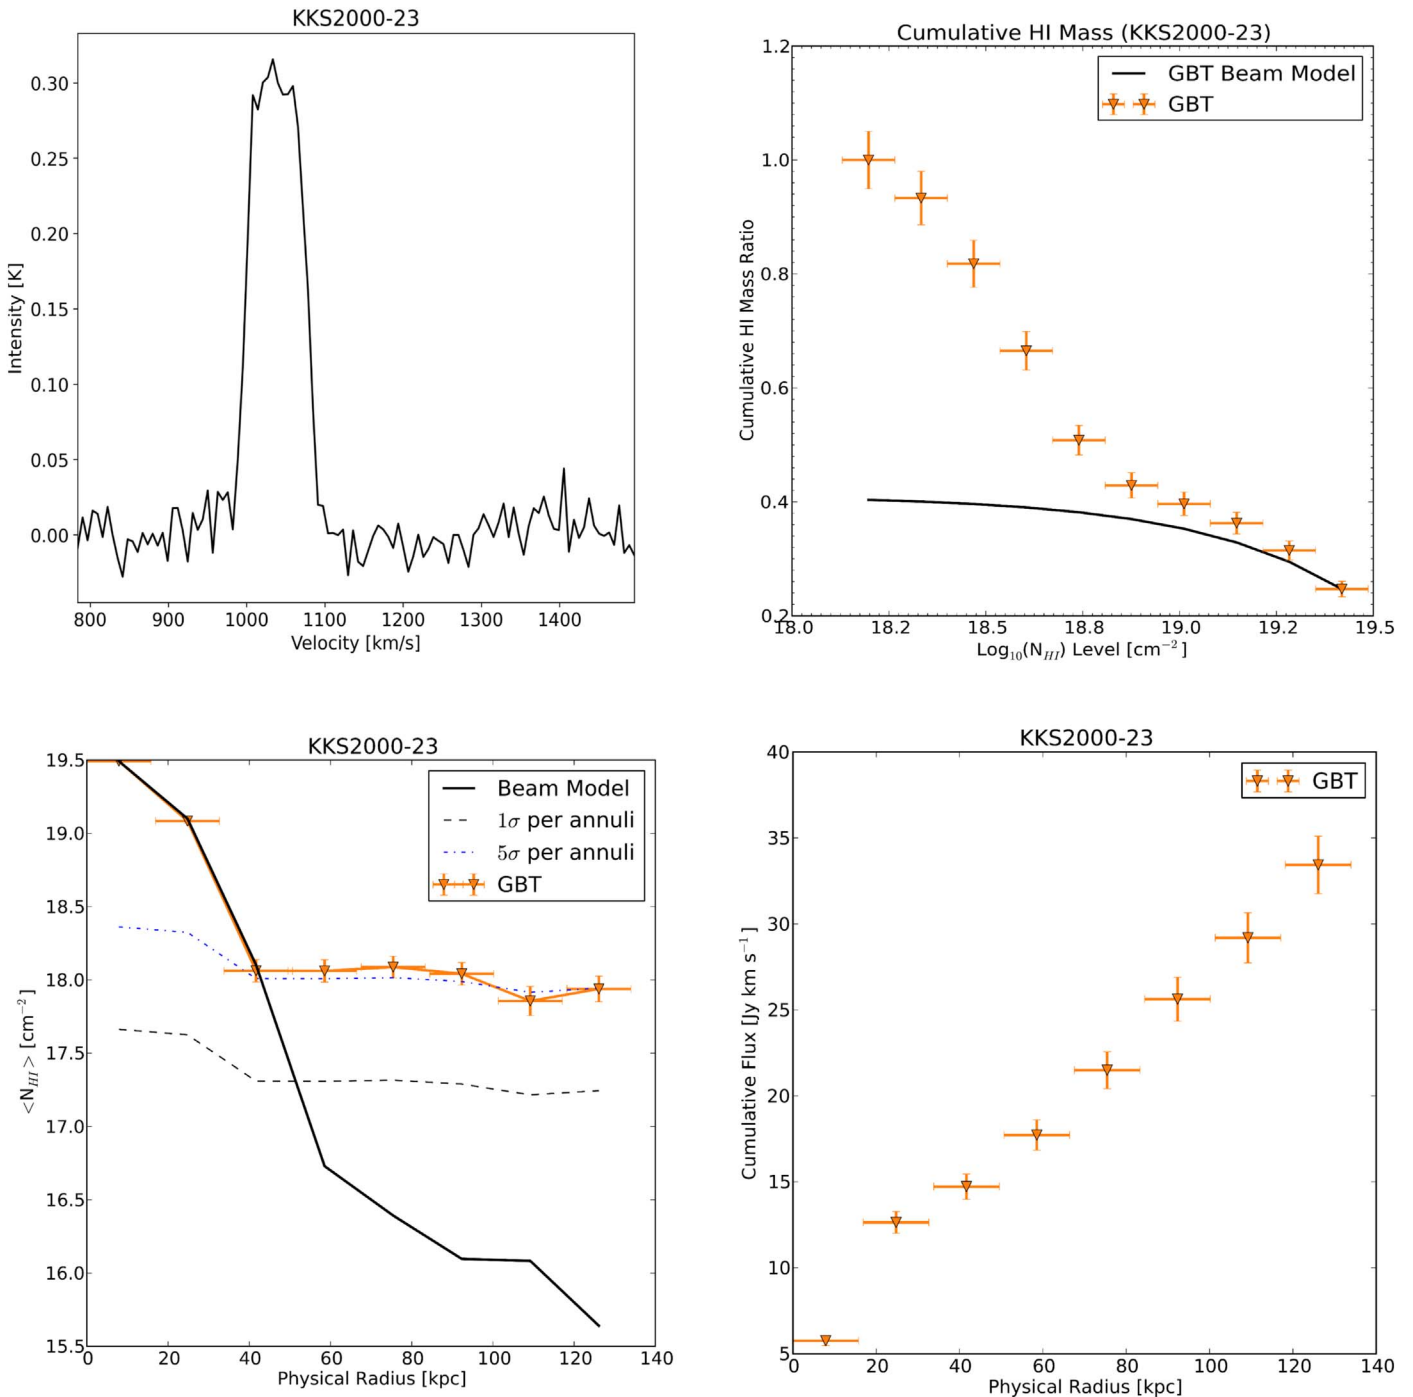 KKS2000-23
0.30
0.25
0.20
0.15
0.10
0.05
0.00
Intensity [K]
800 900 1000 1100 1200 1300 1400
Velocity [km/s]
Cumulative HI Mass (KKS2000-23)
GBT Beam Model
GBT
1.2
1.0
0.8
0.6
0.4
0.2
Cumulative HI Mass Ratio
18.0 18.2 18.5 18.8 19.0 19.2 19.5
Log₁₀(N_HI) Level [cm⁻²]
KKS2000-23
Beam Model
1σ per annuli
5σ per annuli
GBT
19.5
19.0
18.5
18.0
17.5
17.0
16.5
16.0
15.5
<N_HI> [cm⁻²]
0 20 40 60 80 100 120 140
Physical Radius [kpc]
KKS2000-23
GBT
40
35
30
25
20
15
10
5
Cumulative Flux [Jy km s⁻¹]
0 20 40 60 80 100 120 140
Physical Radius [kpc]